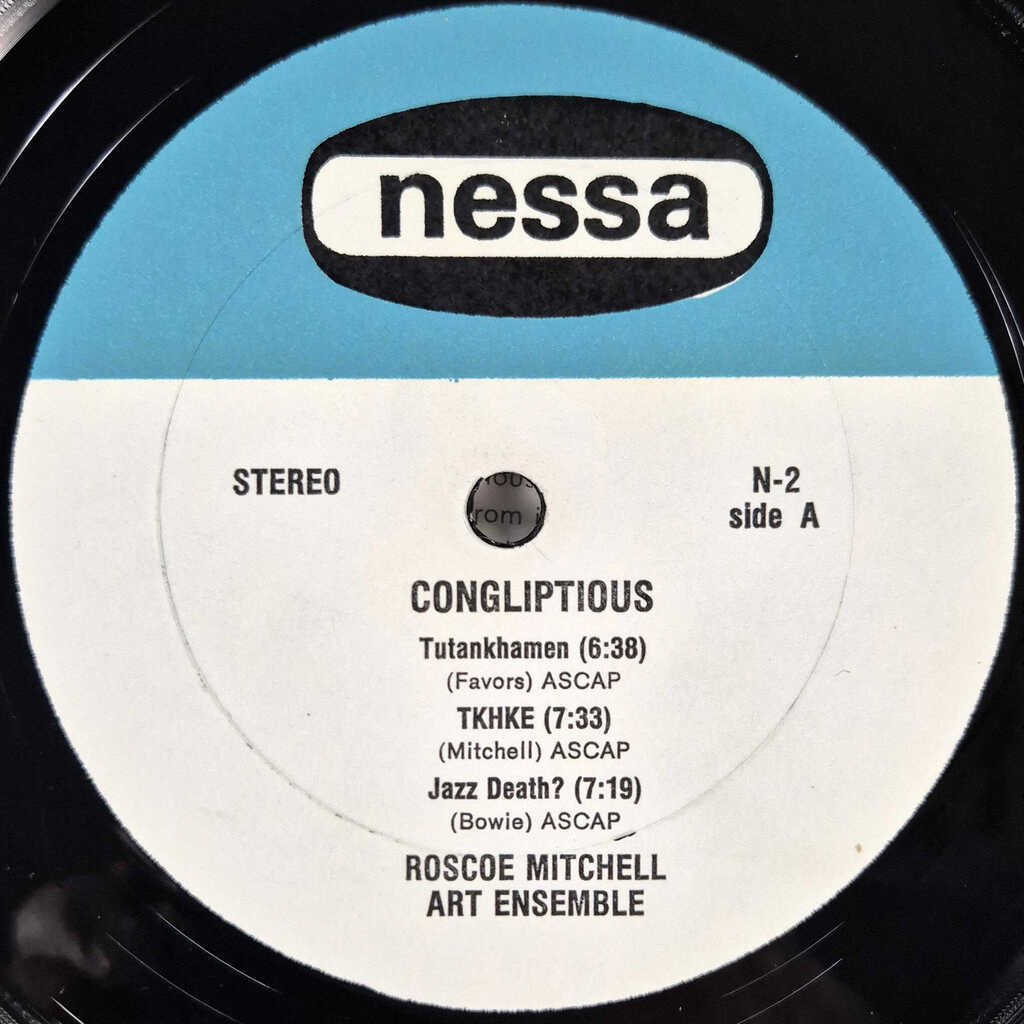 nessa
STEREO
N-2
side A
rom i
CONGLIPTIOUS
Tutankhamen (6:38)
(Favors) ASCAP
TKHKE (7:33)
(Mitchell) ASCAP
Jazz Death? (7:19)
(Bowie) ASCAP
ROSCOE MITCHELL
ART ENSEMBLE